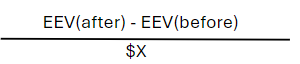 EEV(after) - EEV(before)
$X